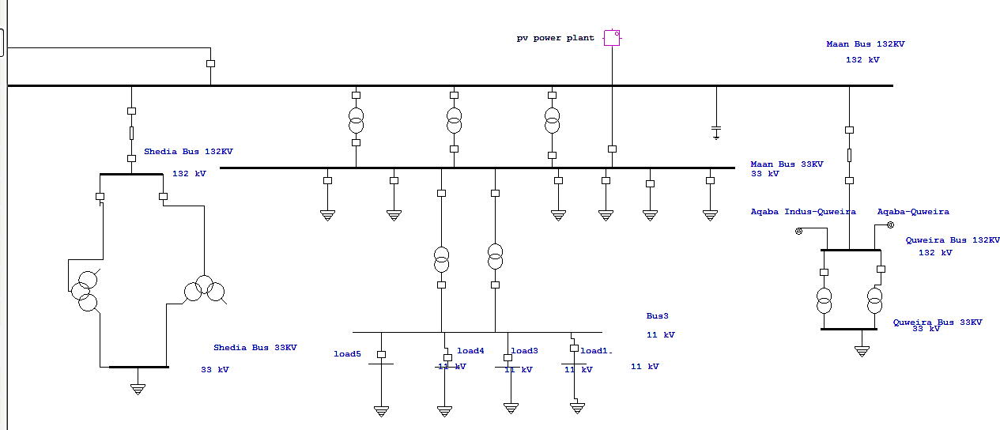 pv power plant
Maan Bus 132KV
132 kV
Shedia Bus 132KV
132 kV
Maan Bus 33KV
33 kV
Aqaba Indus-Quweira
Aqaba-Quweira
Quweira Bus 132KV
132 kV
Bus3
11 kV
Quweira Bus 33KV
33 kV
Shedia Bus 33KV
33 kV
load5
load4
load3
load1.
11 kV
11 kV
11 kV
11 kV